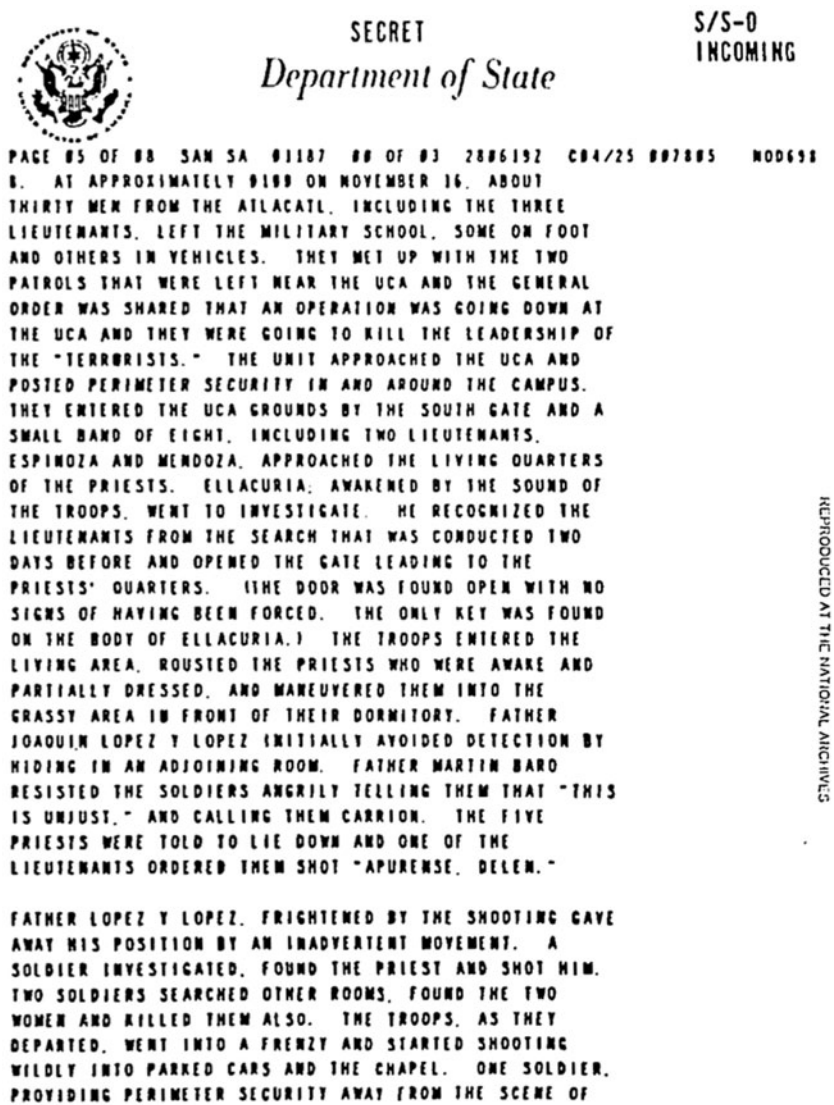 SECRET
S/S-O
INCOMING
DEPARTMENT OF STATE
UNITED STATES OF AMERICA
Department of State
PAGE 05 OF 08 SAN SA 01187 00 OF 03 280619Z C04/25 007805 NOD698
8. AT APPROXIMATELY 0100 ON NOVEMBER 16, ABOUT
THIRTY MEN FROM THE ATLACATL, INCLUDING THE THREE
LIEUTENANTS, LEFT THE MILITARY SCHOOL, SOME ON FOOT
AND OTHERS IN VEHICLES. THEY MET UP WITH THE TWO
PATROLS THAT WERE LEFT NEAR THE UCA AND THE GENERAL
ORDER WAS SHARED THAT AN OPERATION WAS GOING DOWN AT
THE UCA AND THEY WERE GOING TO KILL THE LEADERSHIP OF
THE "TERRORISTS." THE UNIT APPROACHED THE UCA AND
POSTED PERIMETER SECURITY IN AND AROUND THE CAMPUS.
THEY ENTERED THE UCA GROUNDS BY THE SOUTH GATE AND A
SMALL BAND OF EIGHT, INCLUDING TWO LIEUTENANTS,
ESPINOZA AND MENDOZA, APPROACHED THE LIVING QUARTERS
OF THE PRIESTS. ELLACURIA, AWAKENED BY THE SOUND OF
THE TROOPS, WENT TO INVESTIGATE. HE RECOGNIZED THE
LIEUTENANTS FROM THE SEARCH THAT WAS CONDUCTED TWO
DAYS BEFORE AND OPENED THE GATE LEADING TO THE
PRIESTS' QUARTERS. (THE DOOR WAS FOUND OPEN WITH NO
SIGNS OF HAVING BEEN FORCED. THE ONLY KEY WAS FOUND
ON THE BODY OF ELLACURIA.) THE TROOPS ENTERED THE
LIVING AREA, ROUSTED THE PRIESTS WHO WERE AWAKE AND
PARTIALLY DRESSED, AND MANEUVERED THEM INTO THE
GRASSY AREA IN FRONT OF THEIR DORMITORY. FATHER
JOAQUIN LOPEZ Y LOPEZ INITIALLY AVOIDED DETECTION BY
HIDING IN AN ADJOINING ROOM. FATHER MARTIN BARO
RESISTED THE SOLDIERS ANGRILY TELLING THEM THAT "THIS
IS UNJUST," AND CALLING THEM CARRION. THE FIVE
PRIESTS WERE TOLD TO LIE DOWN AND ONE OF THE
LIEUTENANTS ORDERED THEM SHOT "APURENSE, DELEN."
FATHER LOPEZ Y LOPEZ, FRIGHTENED BY THE SHOOTING GAVE
AWAY HIS POSITION BY AN INADVERTENT MOVEMENT. A
SOLDIER INVESTIGATED, FOUND THE PRIEST AND SHOT HIM.
TWO SOLDIERS SEARCHED OTHER ROOMS, FOUND THE TWO
WOMEN AND KILLED THEM ALSO. THE TROOPS, AS THEY
DEPARTED, WENT INTO A FRENZY AND STARTED SHOOTING
WILDLY INTO PARKED CARS AND THE CHAPEL. ONE SOLDIER,
PROVIDING PERIMETER SECURITY AWAY FROM THE SCENE OF
REPRODUCED AT THE NATIONAL ARCHIVES